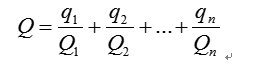 Q = q₁/Q₁ + q₂/Q₂ + ... + qₙ/Qₙ